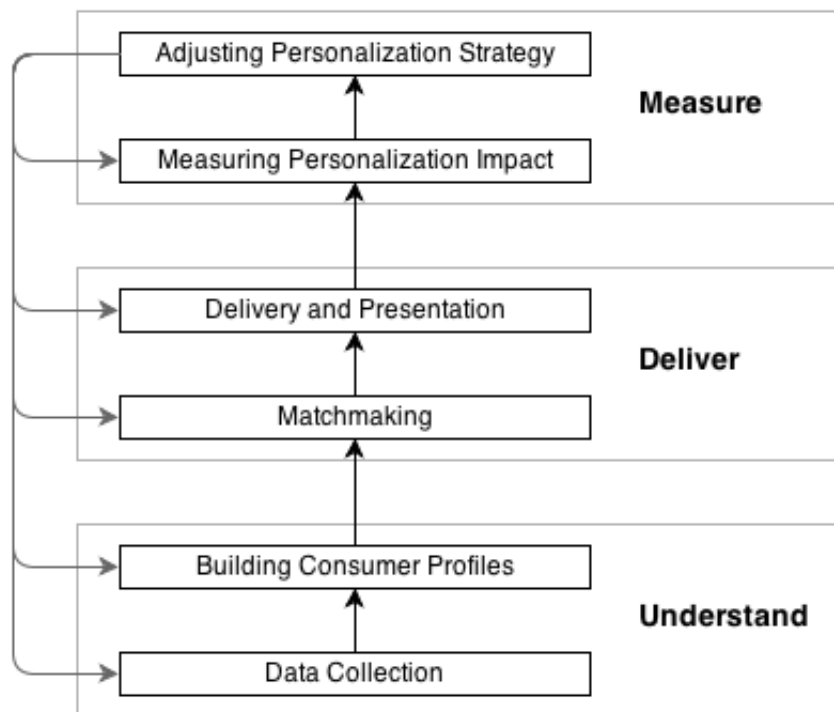 Adjusting Personalization Strategy
Measure
Measuring Personalization Impact
Delivery and Presentation
Deliver
Matchmaking
Building Consumer Profiles
Understand
Data Collection